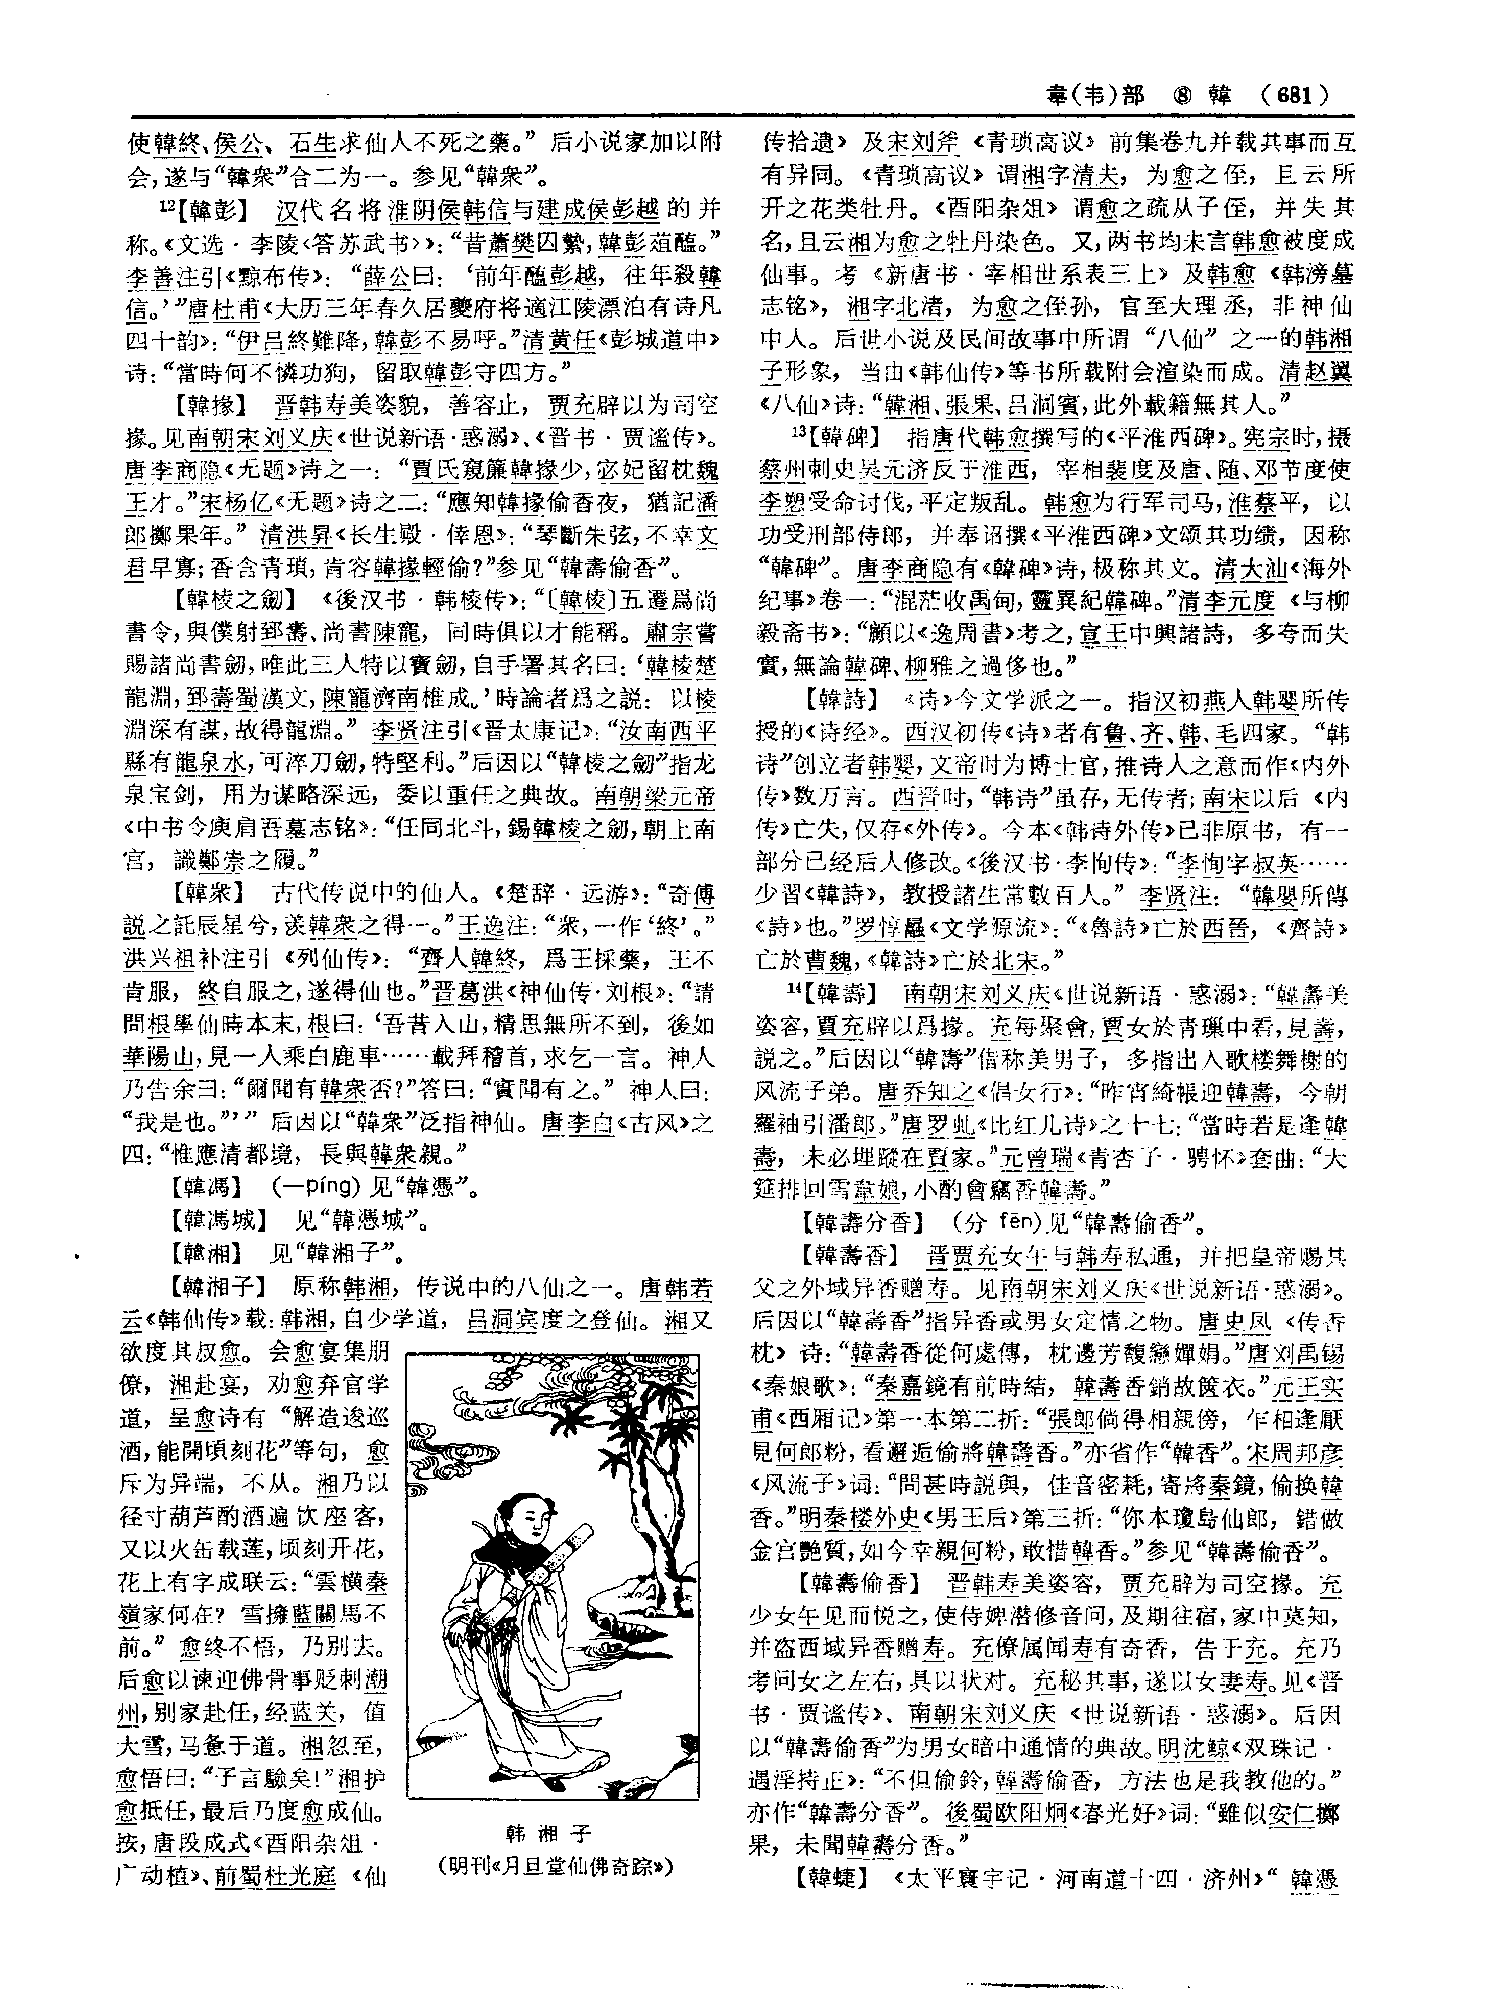 韋(韦)部 ⑧ 韓 (681)
使韓終、侯公、石生求仙人不死之藥。”后小说家加以附
会,遂与“韓衆”合二为一。参见“韓衆”。
12【韓彭】 汉代名将淮阴侯韩信与建成侯彭越的并
称。《文选·李陵〈答苏武书〉》:“昔蕭樊囚縶,韓彭葅醢。”
李善注引《黥布传》:“薛公曰:‘前年醢彭越,往年殺韓
信。’”唐杜甫《大历三年春久居夔府将適江陵漂泊有诗凡
四十韵》:“伊吕終難降,韓彭不易呼。”清黄任《彭城道中》
诗:“當時何不憐功狗,留取韓彭守四方。”
【韓掾】 晋韩寿美姿貌,善容止,贾充辟以为司空
掾。见南朝宋刘义庆《世说新语·惑溺》、《晋书·贾谧传》。
唐李商隐《无题》诗之一:“賈氏窺簾韓掾少,宓妃留枕魏
王才。”宋杨亿《无题》诗之二:“應知韓掾偷香夜,猶記潘
郎擲果年。”清洪昇《长生殿·倖恩》:“琴斷朱弦,不幸文
君早寡;香含青瑣,肯容韓掾輕偷?”参见“韓壽偷香”。
【韓棱之劒】 《後汉书·韩棱传》:“〔韓棱〕五遷爲尚
書令,與僕射郅壽、尚書陳寵,同時俱以才能稱。肅宗嘗
賜諸尚書劒,唯此三人特以寶劒,自手署其名曰:‘韓棱楚
龍淵,郅壽蜀漢文,陳寵濟南椎成。’時論者爲之説:以棱
淵深有謀,故得龍淵。”李贤注引《晋太康记》:“汝南西平
縣有龍泉水,可淬刀劒,特堅利。”后因以“韓棱之劒”指龙
泉宝剑,用为谋略深远,委以重任之典故。南朝梁元帝
《中书令庾肩吾墓志铭》:“任同北斗,錫韓棱之劒,朝上南
宫,識鄭崇之履。”
【韓衆】 古代传说中的仙人。《楚辞·远游》:“奇傅
説之託辰星兮,羨韓衆之得一。”王逸注:“衆,一作‘終’。”
洪兴祖补注引《列仙传》:“齊人韓終,爲王採藥,王不
肯服,終自服之,遂得仙也。”晋葛洪《神仙传·刘根》:“請
問根學仙時本末,根曰:‘吾昔入山,精思無所不到,後如
華陽山,見一人乘白鹿車……載拜稽首,求乞一言。神人
乃告余曰:“爾聞有韓衆否?”答曰:“實聞有之。”神人曰:
“我是也。”’”后因以“韓衆”泛指神仙。唐李白《古风》之
四:“惟應清都境,長與韓衆親。”
【韓馮】 (—píng)见“韓憑”。
【韓馮城】 见“韓憑城”。
【韓湘】 见“韓湘子”。
【韓湘子】 原称韩湘,传说中的八仙之一。唐韩若
云《韩仙传》载:韩湘,自少学道,吕洞宾度之登仙。湘又
欲度其叔愈。会愈宴集朋
僚,湘赴宴,劝愈弃官学
道,呈愈诗有“解造逡巡
酒,能開頃刻花”等句,愈
斥为异端,不从。湘乃以
径寸葫芦酌酒遍饮座客,
又以火缶载莲,顷刻开花,
花上有字成联云:“雲横秦
嶺家何在?雪擁藍關馬不
前。”愈终不悟,乃别去。
后愈以谏迎佛骨事贬刺潮
州,别家赴任,经蓝关,值
大雪,马惫于道。湘忽至,
愈悟曰:“子言驗矣!”湘护
愈抵任,最后乃度愈成仙。
按,唐段成式《酉阳杂俎·
广动植》、前蜀杜光庭《仙
韩湘子
(明刊《月旦堂仙佛奇踪》)
传拾遗》及宋刘斧《青琐高议》前集卷九并载其事而互
有异同。《青琐高议》谓湘字清夫,为愈之侄,且云所
开之花类牡丹。《酉阳杂俎》谓愈之疏从子侄,并失其
名,且云湘为愈之牡丹染色。又,两书均未言韩愈被度成
仙事。考《新唐书·宰相世系表三上》及韩愈《韩滂墓
志铭》,湘字北渚,为愈之侄孙,官至大理丞,非神仙
中人。后世小说及民间故事中所谓“八仙”之一的韩湘
子形象,当由《韩仙传》等书所载附会渲染而成。清赵翼
《八仙》诗:“韓湘、張果、吕洞賓,此外載籍無其人。”
13【韓碑】 指唐代韩愈撰写的《平淮西碑》。宪宗时,摄
蔡州刺史吴元济反于淮西,宰相裴度及唐、随、邓节度使
李愬受命讨伐,平定叛乱。韩愈为行军司马,淮蔡平,以
功受刑部侍郎,并奉诏撰《平淮西碑》文颂其功绩,因称
“韓碑”。唐李商隐有《韓碑》诗,极称其文。清大汕《海外
纪事》卷一:“混茫收禹甸,靈異紀韓碑。”清李元度《与柳
毅斋书》:“顧以《逸周書》考之,宣王中興諸詩,多夸而失
實,無論韓碑、柳雅之過侈也。”
【韓詩】 《诗》今文学派之一。指汉初燕人韩婴所传
授的《诗经》。西汉初传《诗》者有鲁、齐、韩、毛四家。“韩
诗”创立者韩婴,文帝时为博士官,推诗人之意而作《内外
传》数万言。西晋时,“韩诗”虽存,无传者;南宋以后《内
传》亡失,仅存《外传》。今本《韩诗外传》已非原书,有一
部分已经后人修改。《後汉书·李恂传》:“李恂字叔英……
少習《韓詩》,教授諸生常數百人。”李贤注:“韓嬰所傳
《詩》也。”罗惇曧《文学源流》:“《魯詩》亡於西晉,《齊詩》
亡於曹魏,《韓詩》亡於北宋。”
14【韓壽】 南朝宋刘义庆《世说新语·惑溺》:“韓壽美
姿容,賈充辟以爲掾。充每聚會,賈女於青璅中看,見壽,
説之。”后因以“韓壽”借称美男子,多指出入歌楼舞榭的
风流子弟。唐乔知之《倡女行》:“昨宵綺帳迎韓壽,今朝
羅袖引潘郎。”唐罗虬《比红儿诗》之十七:“當時若是逢韓
壽,未必埋蹤在賈家。”元曾瑞《青杏子·骋怀》套曲:“大
筵排回雪韋娘,小酌會竊香韓壽。”
【韓壽分香】 (分 fēn)见“韓壽偷香”。
【韓壽香】 晋贾充女午与韩寿私通,并把皇帝赐其
父之外域异香赠寿。见南朝宋刘义庆《世说新语·惑溺》。
后因以“韓壽香”指异香或男女定情之物。唐史凤《传香
枕》诗:“韓壽香從何處傳,枕邊芳馥戀嬋娟。”唐刘禹锡
《秦娘歌》:“秦嘉鏡有前時結,韓壽香銷故篋衣。”元王实
甫《西厢记》第一本第二折:“張郎倘得相親傍,乍相逢厭
見何郎粉,看邂逅偷將韓壽香。”亦省作“韓香”。宋周邦彦
《风流子》词:“問甚時説與,佳音密耗,寄將秦鏡,偷换韓
香。”明秦楼外史《男王后》第三折:“你本瓊島仙郎,錯做
金宫艷質,如今幸親何粉,敢惜韓香。”参见“韓壽偷香”。
【韓壽偷香】 晋韩寿美姿容,贾充辟为司空掾。充
少女午见而悦之,使侍婢潜修音问,及期往宿,家中莫知,
并盗西域异香赠寿。充僚属闻寿有奇香,告于充。充乃
考问女之左右,具以状对。充秘其事,遂以女妻寿。见《晋
书·贾谧传》、南朝宋刘义庆《世说新语·惑溺》。后因
以“韓壽偷香”为男女暗中通情的典故。明沈鲸《双珠记·
遇淫持正》:“不但偷鈴,韓壽偷香,方法也是我教他的。”
亦作“韓壽分香”。後蜀欧阳炯《春光好》词:“雖似安仁擲
果,未聞韓壽分香。”
【韓蜨】 《太平寰宇记·河南道十四·济州》“韓憑